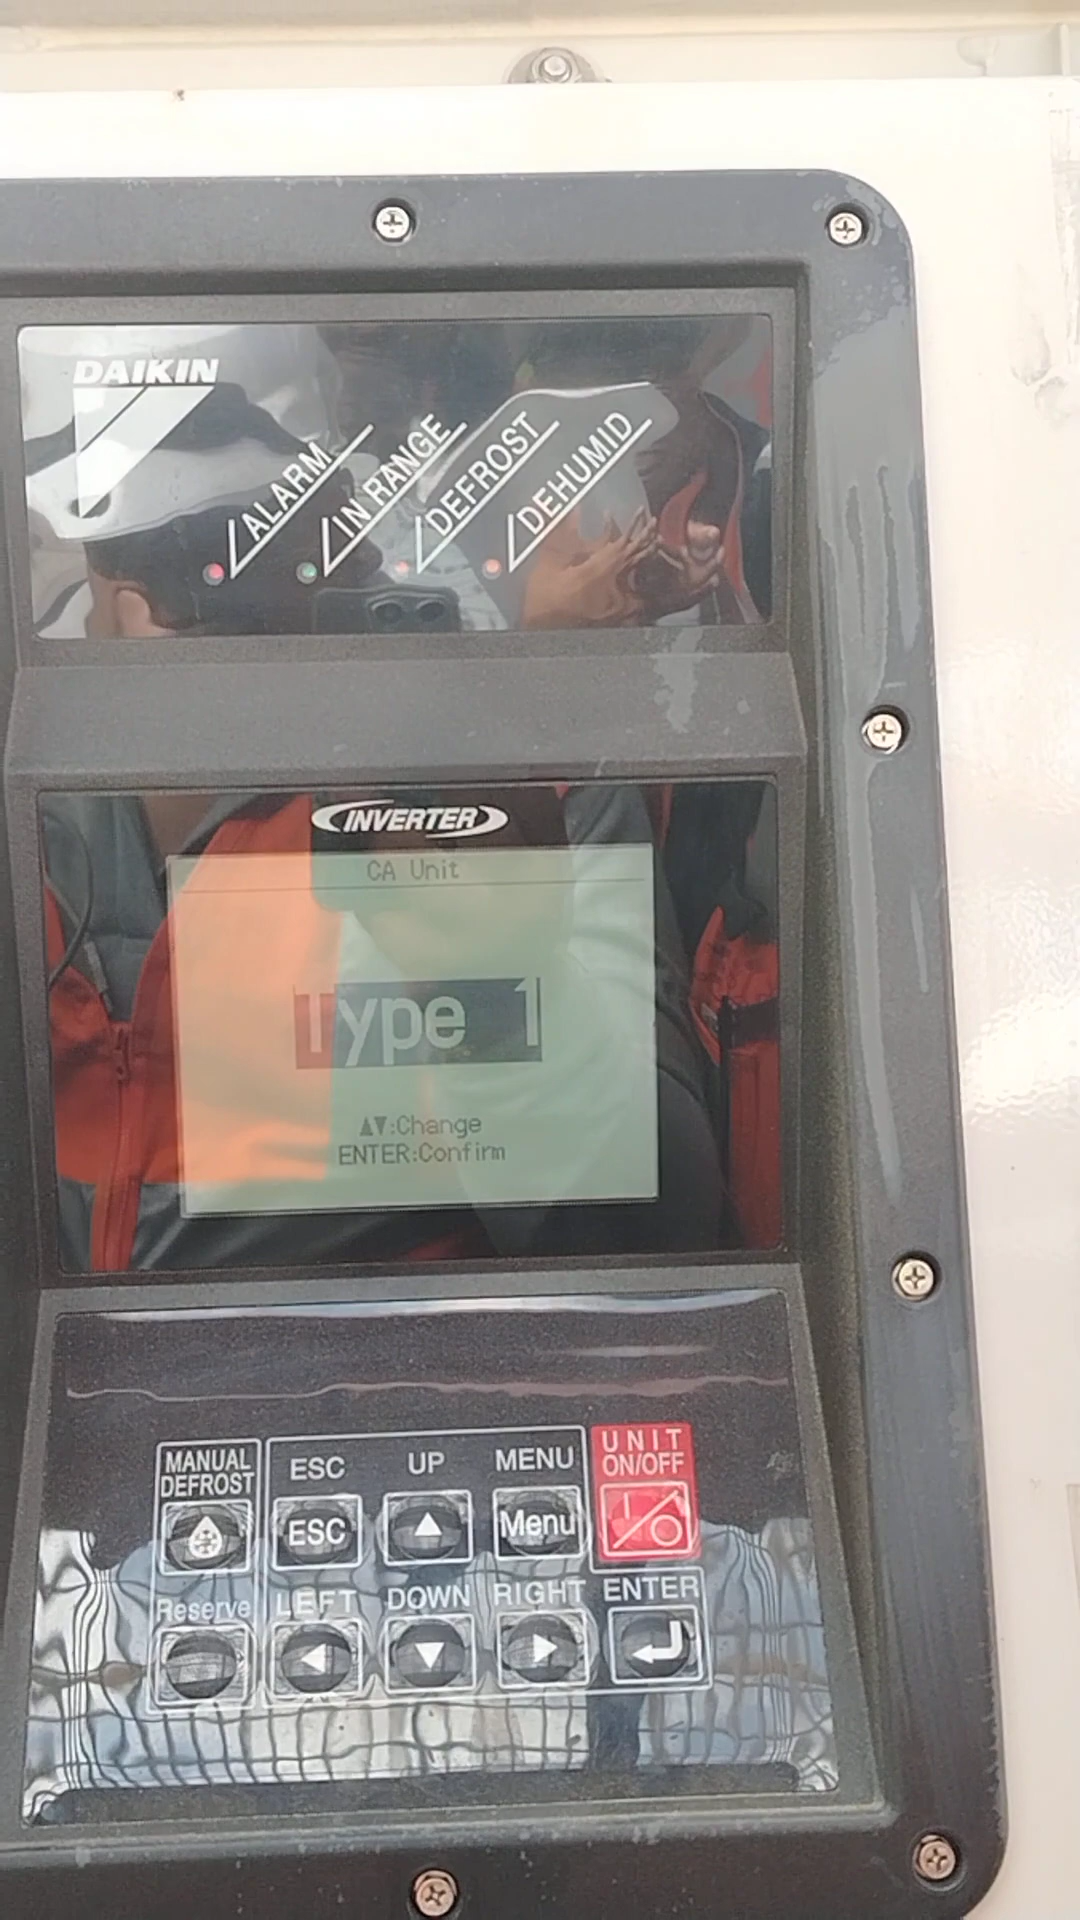 DAIKIN
ALARM
IN RANGE
DEFROST
DEHUMID
INVERTER
CA Unit
Type 1
▲▼:Change
ENTER:Confirm
MANUAL DEFROST
ESC
UP
MENU
UNIT ON/OFF
ESC
Menu
Reserve
LEFT
DOWN
RIGHT
ENTER